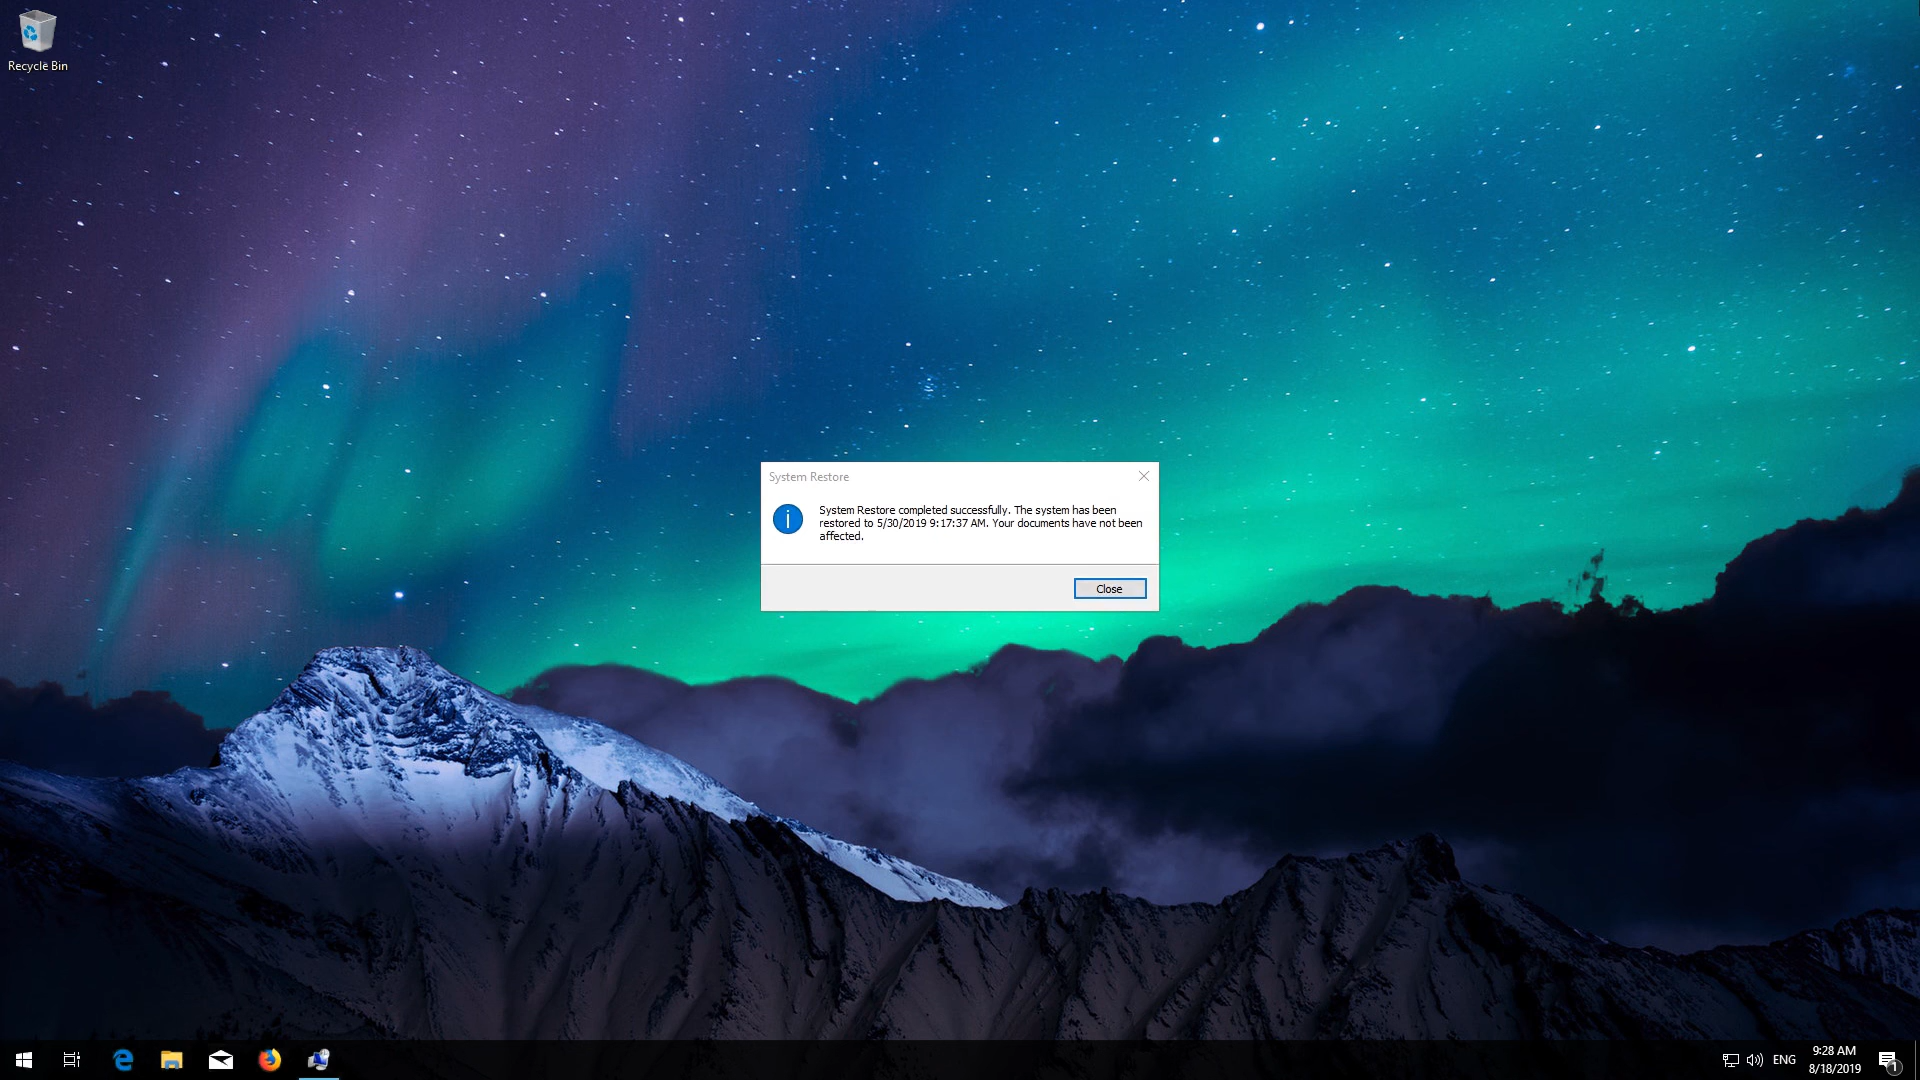 Recycle Bin
System Restore
System Restore completed successfully. The system has been
restored to 5/30/2019 9:17:37 AM. Your documents have not been
affected.
Close
ENG
9:28 AM
8/18/2019
1